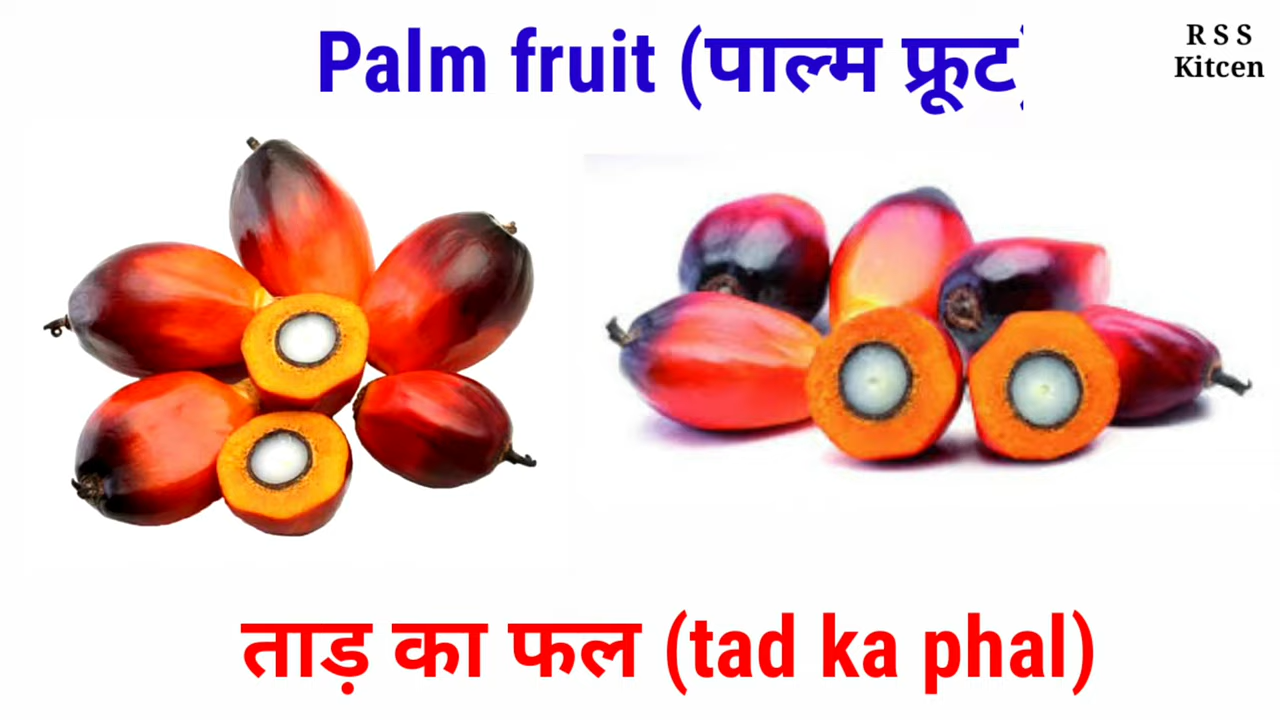 Palm fruit (पाल्म फ्रूट)
R S S
Kitcen
ताड़ का फल (tad ka phal)